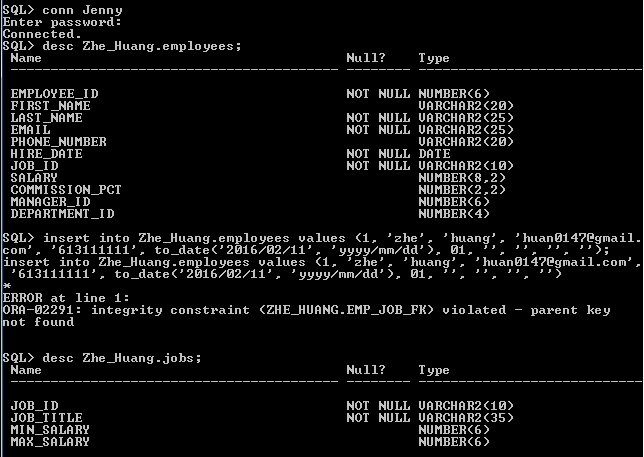 SQL> conn Jenny
Enter password:
Connected.
SQL> desc Zhe_Huang.employees;
 Name                                      Null?    Type
 ----------------------------------------- -------- ----------------------------
 EMPLOYEE_ID                               NOT NULL NUMBER(6)
 FIRST_NAME                                         VARCHAR2(20)
 LAST_NAME                                 NOT NULL VARCHAR2(25)
 EMAIL                                     NOT NULL VARCHAR2(25)
 PHONE_NUMBER                                       VARCHAR2(20)
 HIRE_DATE                                 NOT NULL DATE
 JOB_ID                                    NOT NULL VARCHAR2(10)
 SALARY                                             NUMBER(8,2)
 COMMISSION_PCT                                     NUMBER(2,2)
 MANAGER_ID                                         NUMBER(6)
 DEPARTMENT_ID                                      NUMBER(4)
SQL> insert into Zhe_Huang.employees values (1, 'zhe', 'huang', 'huan0147@gmail.
com', '613111111', to_date('2016/02/11', 'yyyy/mm/dd'), 01, '', '', '', '');
insert into Zhe_Huang.employees values (1, 'zhe', 'huang', 'huan0147@gmail.com',
 '613111111', to_date('2016/02/11', 'yyyy/mm/dd'), 01, '', '', '', '')
*
ERROR at line 1:
ORA-02291: integrity constraint (ZHE_HUANG.EMP_JOB_FK) violated - parent key
not found
SQL> desc Zhe_Huang.jobs;
 Name                                      Null?    Type
 ----------------------------------------- -------- ----------------------------
 JOB_ID                                    NOT NULL VARCHAR2(10)
 JOB_TITLE                                 NOT NULL VARCHAR2(35)
 MIN_SALARY                                         NUMBER(6)
 MAX_SALARY                                         NUMBER(6)